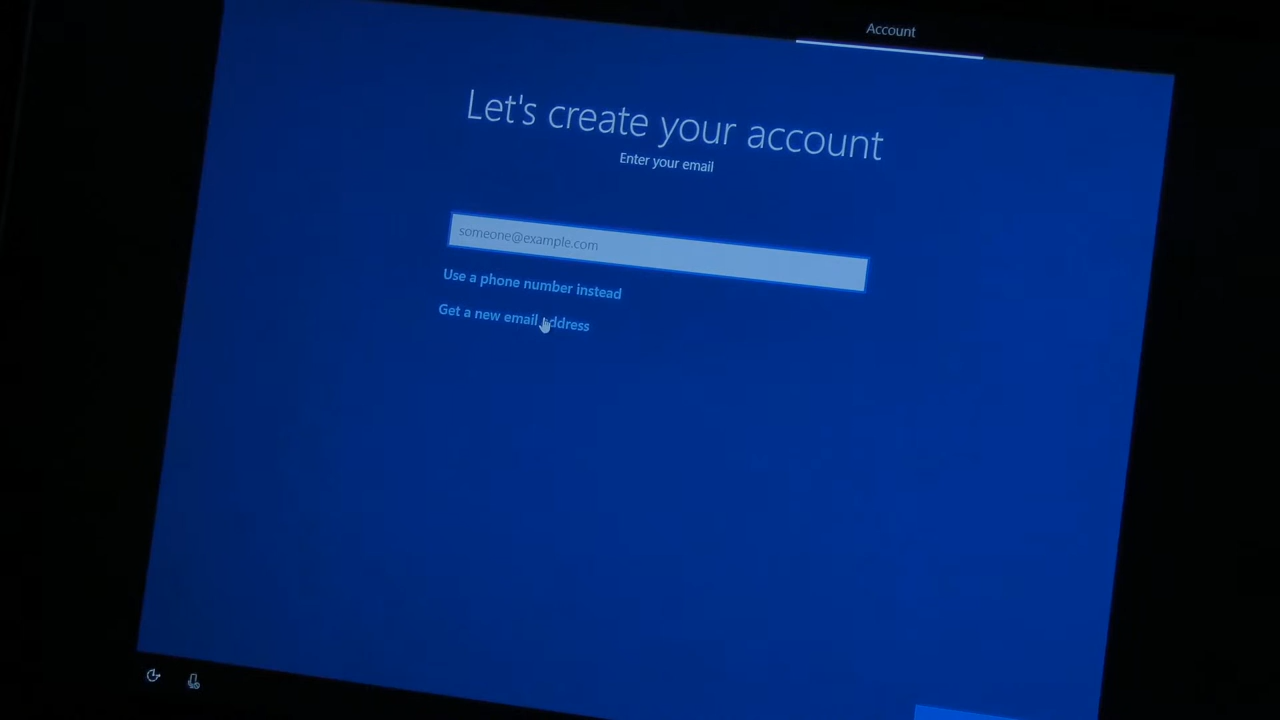 Account
Let's create your account
Enter your email
someone@example.com
Use a phone number instead
Get a new email address